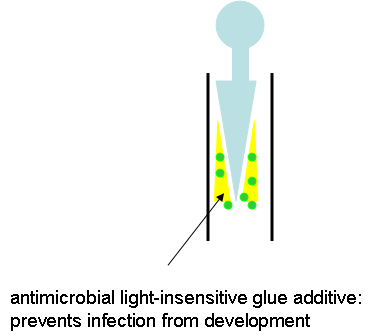 antimicrobial light-insensitive glue additive:
prevents infection from development